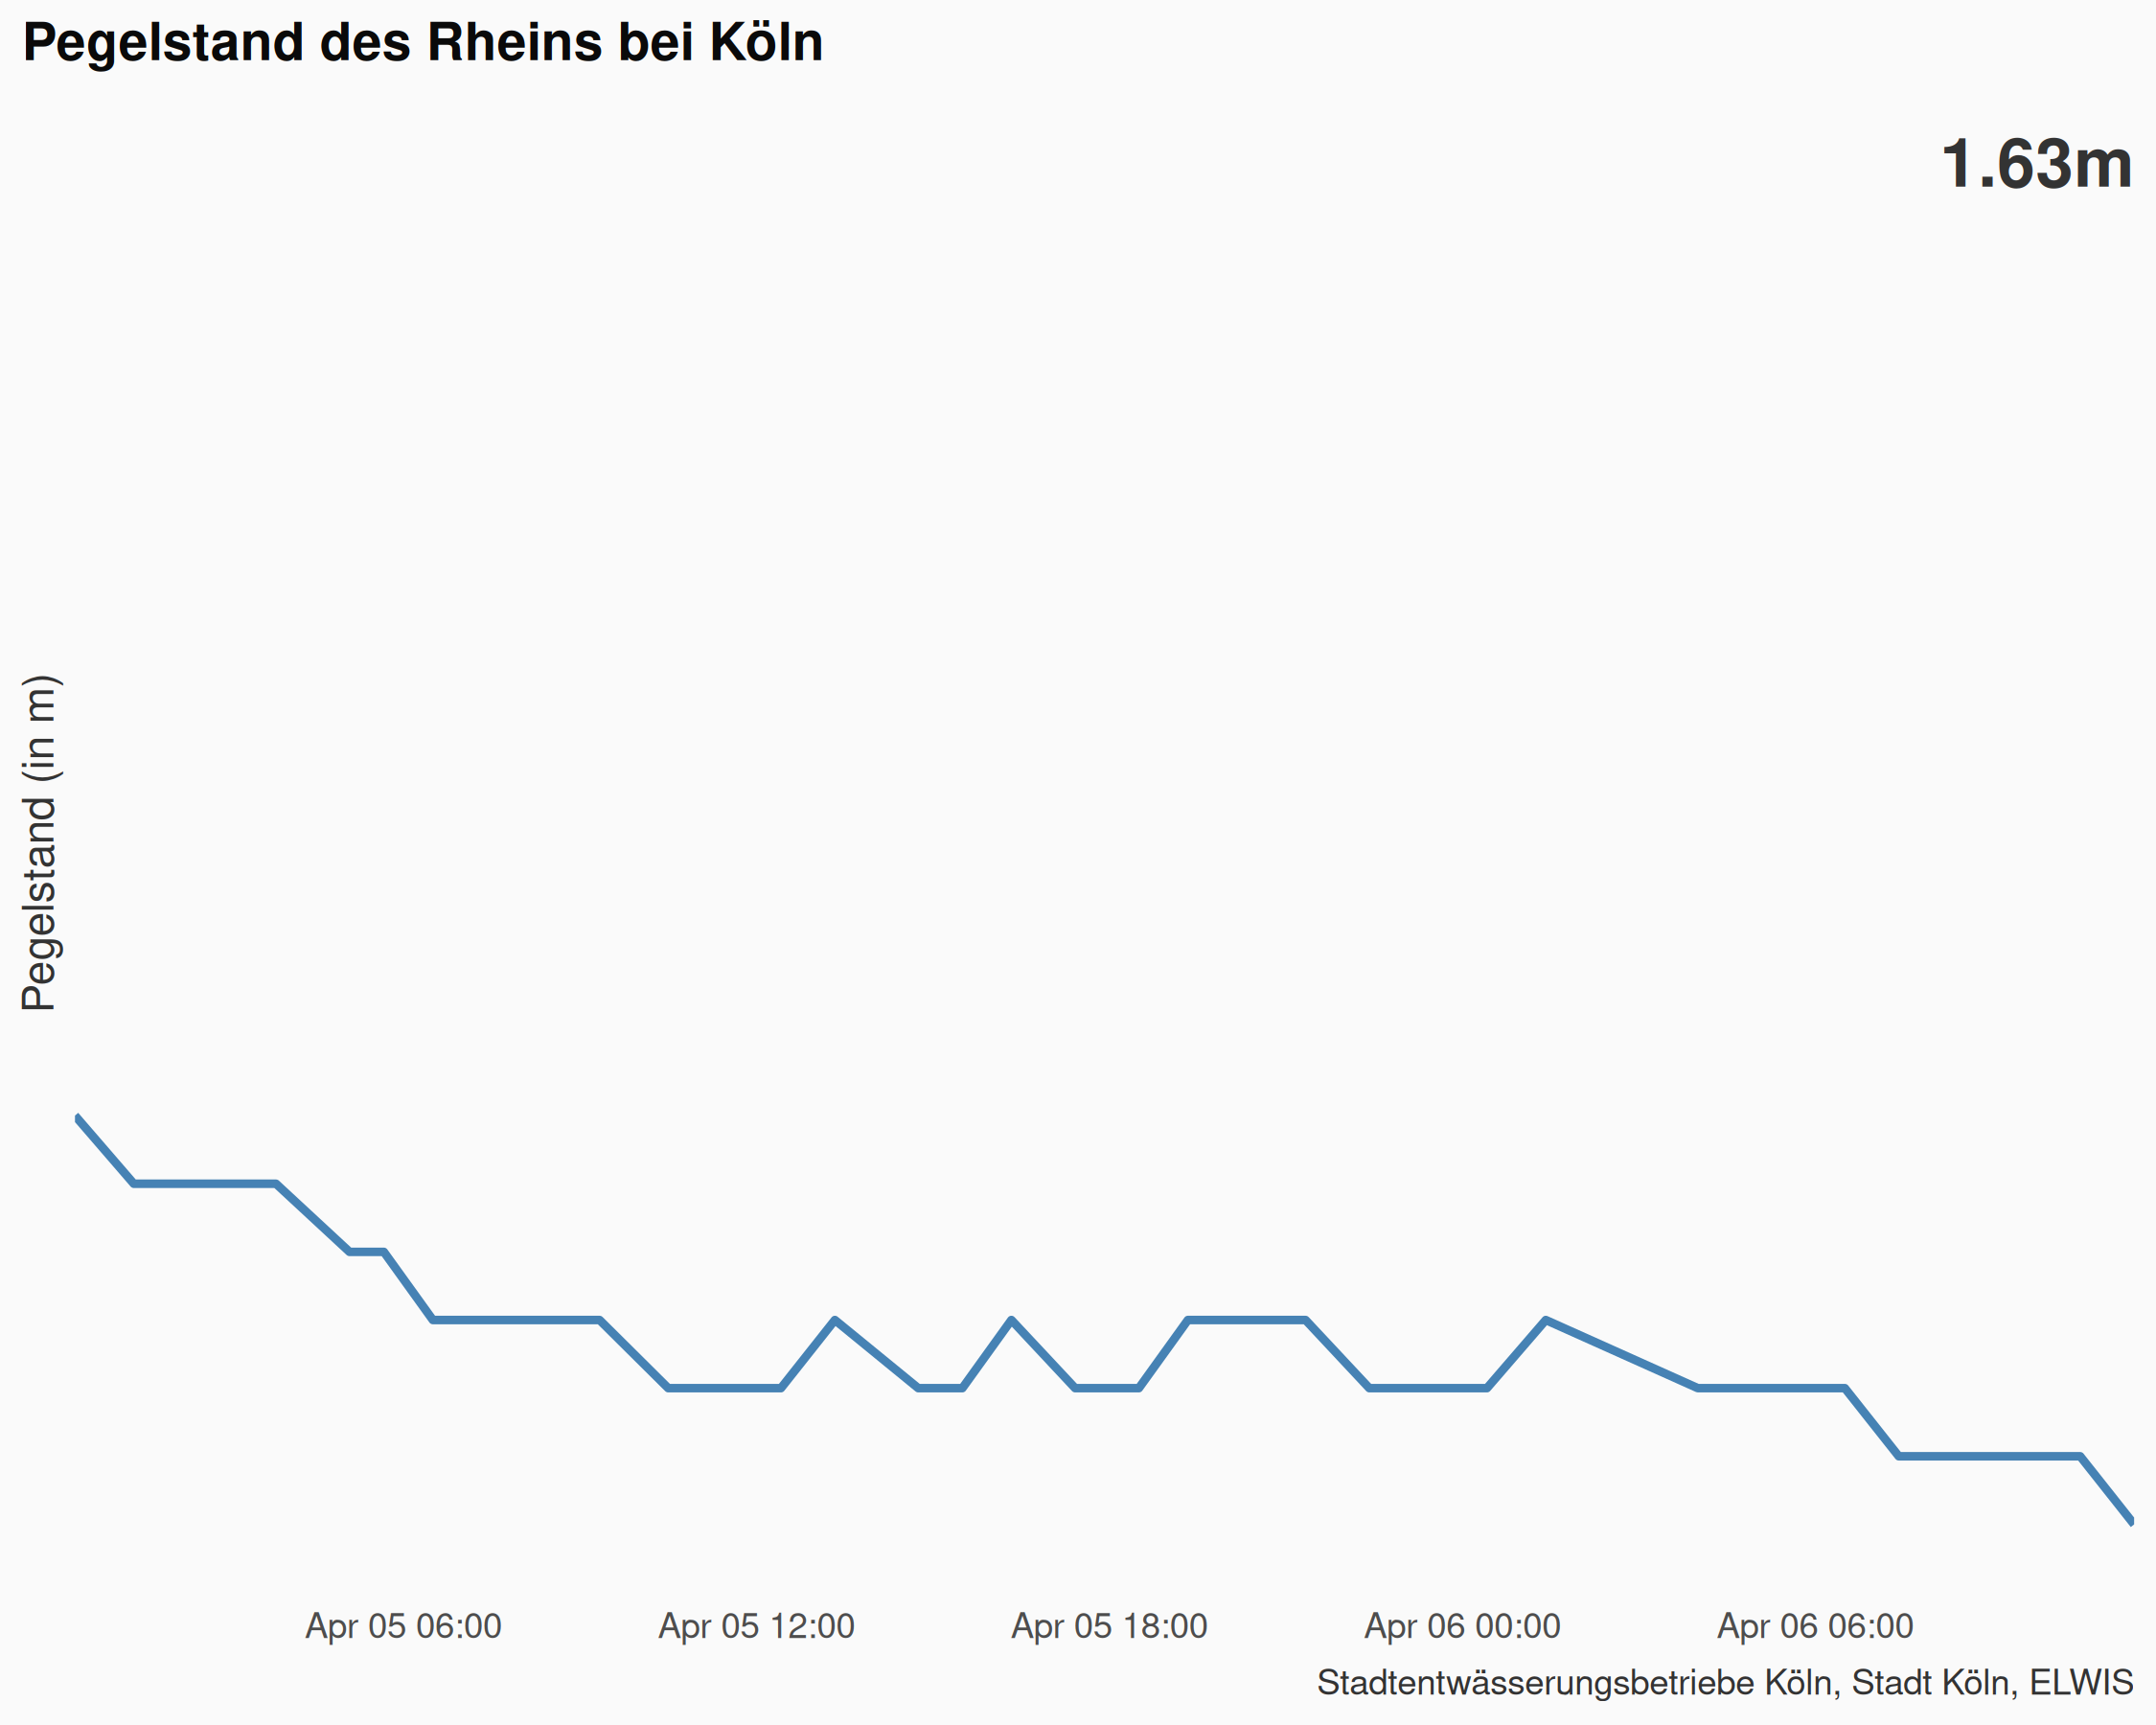 Pegelstand des Rheins bei Köln
1.63m
Pegelstand (in m)
Apr 05 06:00 Apr 05 12:00 Apr 05 18:00 Apr 06 00:00 Apr 06 06:00
Stadtentwässerungsbetriebe Köln, Stadt Köln, ELWIS